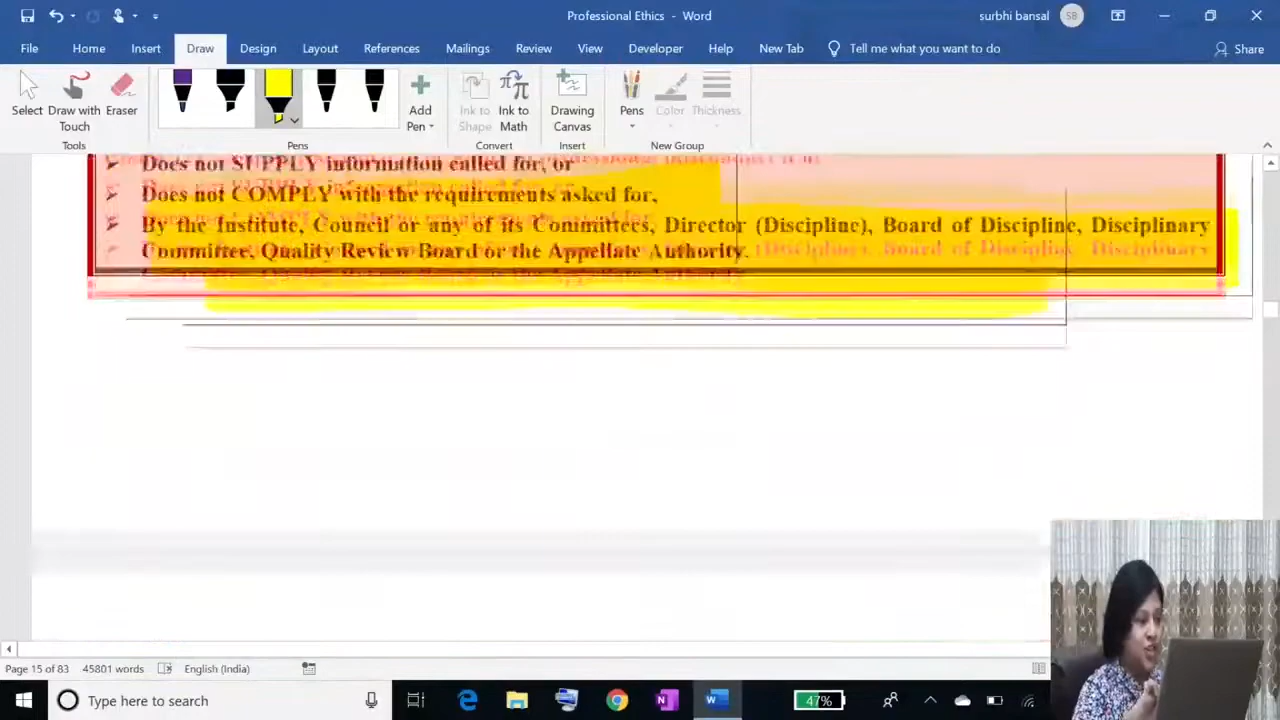 Professional Ethics - Word
surbhi bansal SB
File Home Insert Draw Design Layout References Mailings Review View Developer Help New Tab Tell me what you want to do Share
Select Draw with Touch Eraser
Add Pen
Ink to Shape Ink to Math
Drawing Canvas
Pens Color Thickness
Tools Pens Convert Insert New Group
Does not SUPPLY information called for, or
Does not COMPLY with the requirements asked for,
By the Institute, Council or any of its Committees, Director (Discipline), Board of Discipline, Disciplinary
Committee, Quality Review Board or the Appellate Authority.
Page 15 of 83 45801 words English (India)
Type here to search 47%